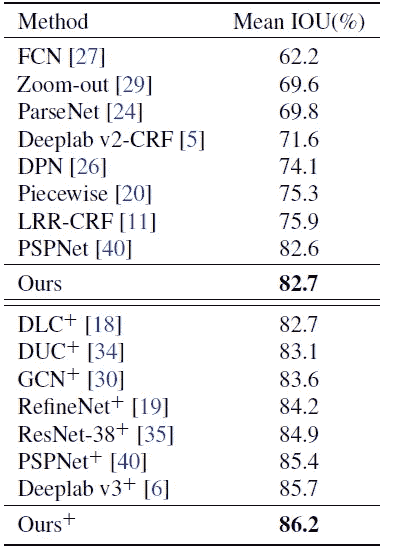 Method Mean IOU(%)
FCN [27] 62.2
Zoom-out [29] 69.6
ParseNet [24] 69.8
Deeplab v2-CRF [5] 71.6
DPN [26] 74.1
Piecewise [20] 75.3
LRR-CRF [11] 75.9
PSPNet [40] 82.6
Ours 82.7
DLC+ [18] 82.7
DUC+ [34] 83.1
GCN+ [30] 83.6
RefineNet+ [19] 84.2
ResNet-38+ [35] 84.9
PSPNet+ [40] 85.4
Deeplab v3+ [6] 85.7
Ours+ 86.2